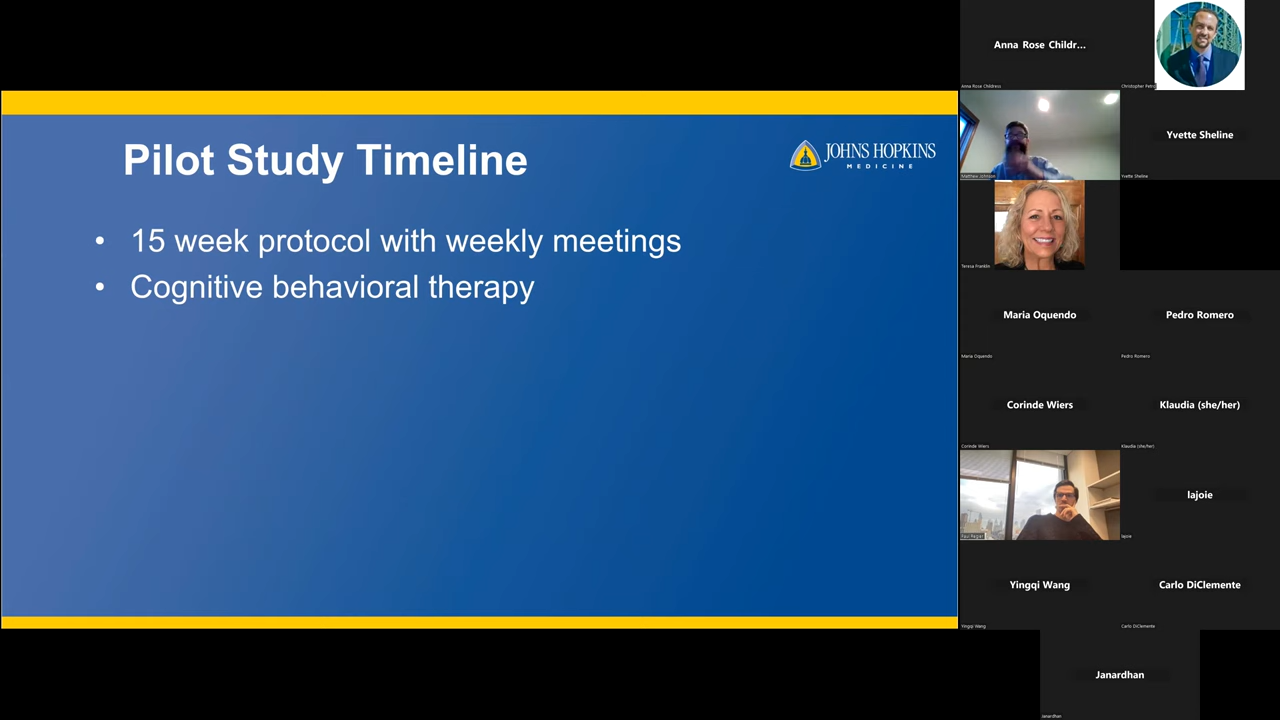 Pilot Study Timeline
JOHNS HOPKINS
MEDICINE
• 15 week protocol with weekly meetings
• Cognitive behavioral therapy
Anna Rose Childr...
Anna Rose Childress
Christopher
Matthew Johnson
Yvette Sheline
Yvette Sheline
Teresa Franklin
Maria Oquendo
Maria Oquendo
Pedro Romero
Pedro Romero
Corinde Wiers
Corinde Wiers
Klaudia (she/her)
Klaudia (she/her)
Paul Regier
lajoie
lajoie
Yingqi Wang
Yingqi Wang
Carlo DiClemente
Carlo DiClemente
Janardhan
Janardhan